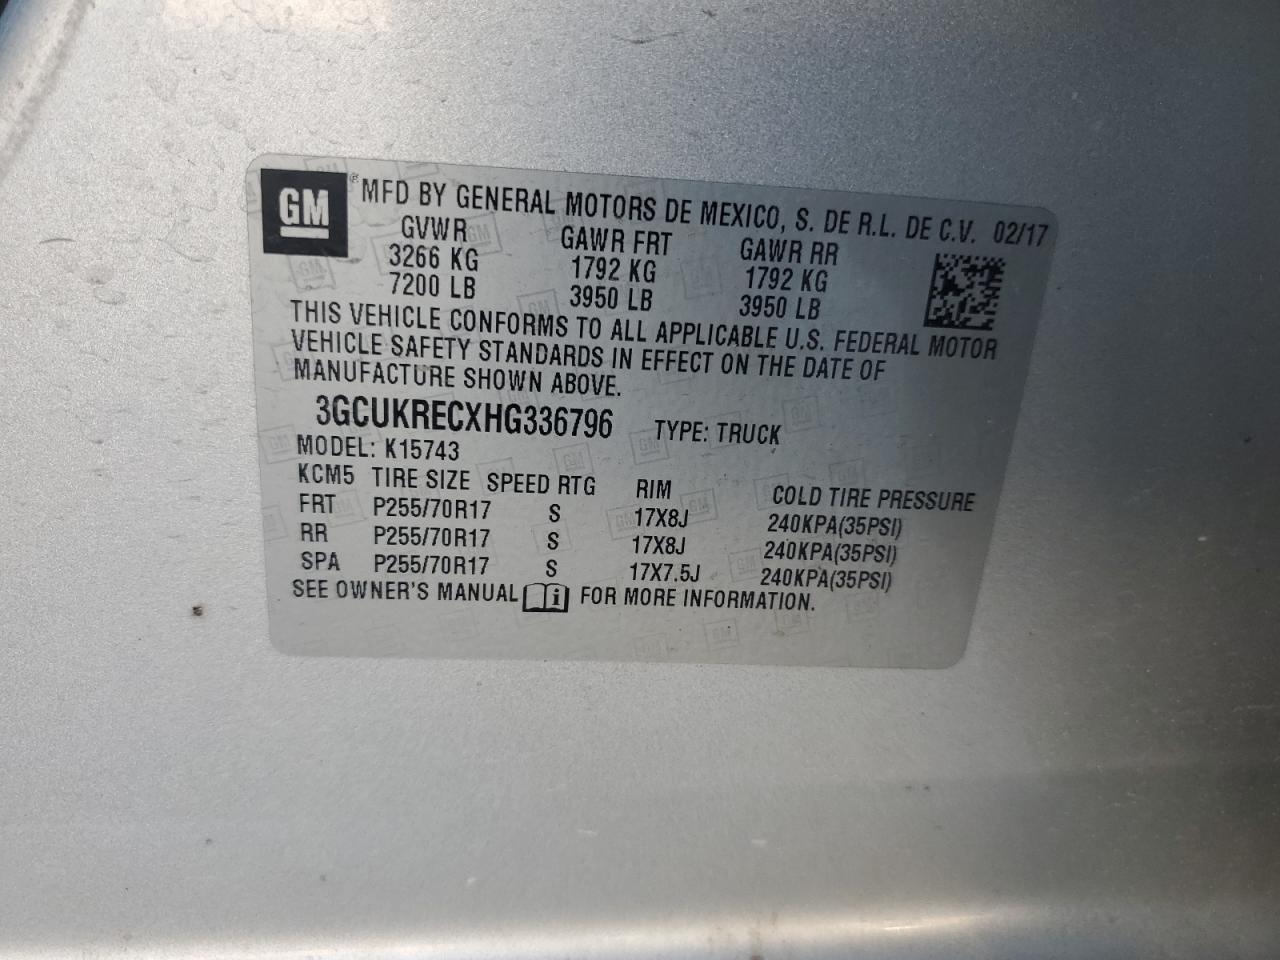 GM ® MFD BY GENERAL MOTORS DE MEXICO, S. DE R.L. DE C.V. 02/17
GVWR GAWR FRT GAWR RR
3266 KG 1792 KG 1792 KG
7200 LB 3950 LB 3950 LB
THIS VEHICLE CONFORMS TO ALL APPLICABLE U.S. FEDERAL MOTOR
VEHICLE SAFETY STANDARDS IN EFFECT ON THE DATE OF
MANUFACTURE SHOWN ABOVE.
3GCUKRECXHG336796 TYPE: TRUCK
MODEL: K15743
KCM5 TIRE SIZE SPEED RTG RIM COLD TIRE PRESSURE
FRT P255/70R17 S 17X8J 240KPA(35PSI)
RR P255/70R17 S 17X8J 240KPA(35PSI)
SPA P255/70R17 S 17X7.5J 240KPA(35PSI)
SEE OWNER'S MANUAL i FOR MORE INFORMATION.